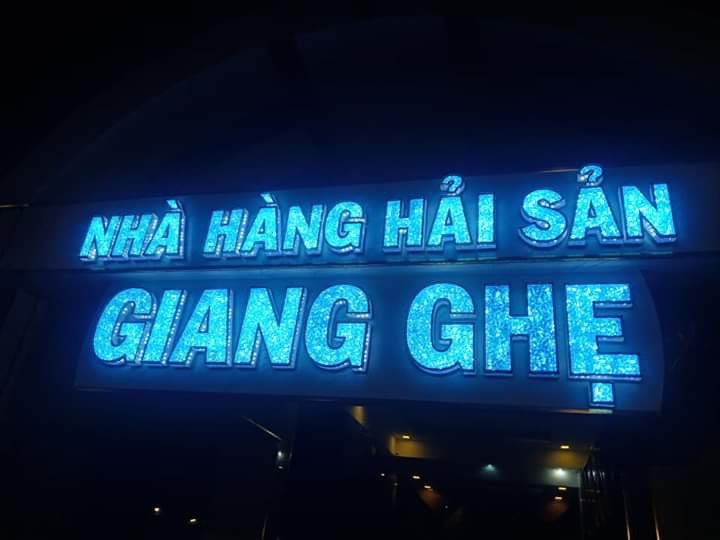 NHÀ HÀNG HẢI SẢN
GIANG GHẸ